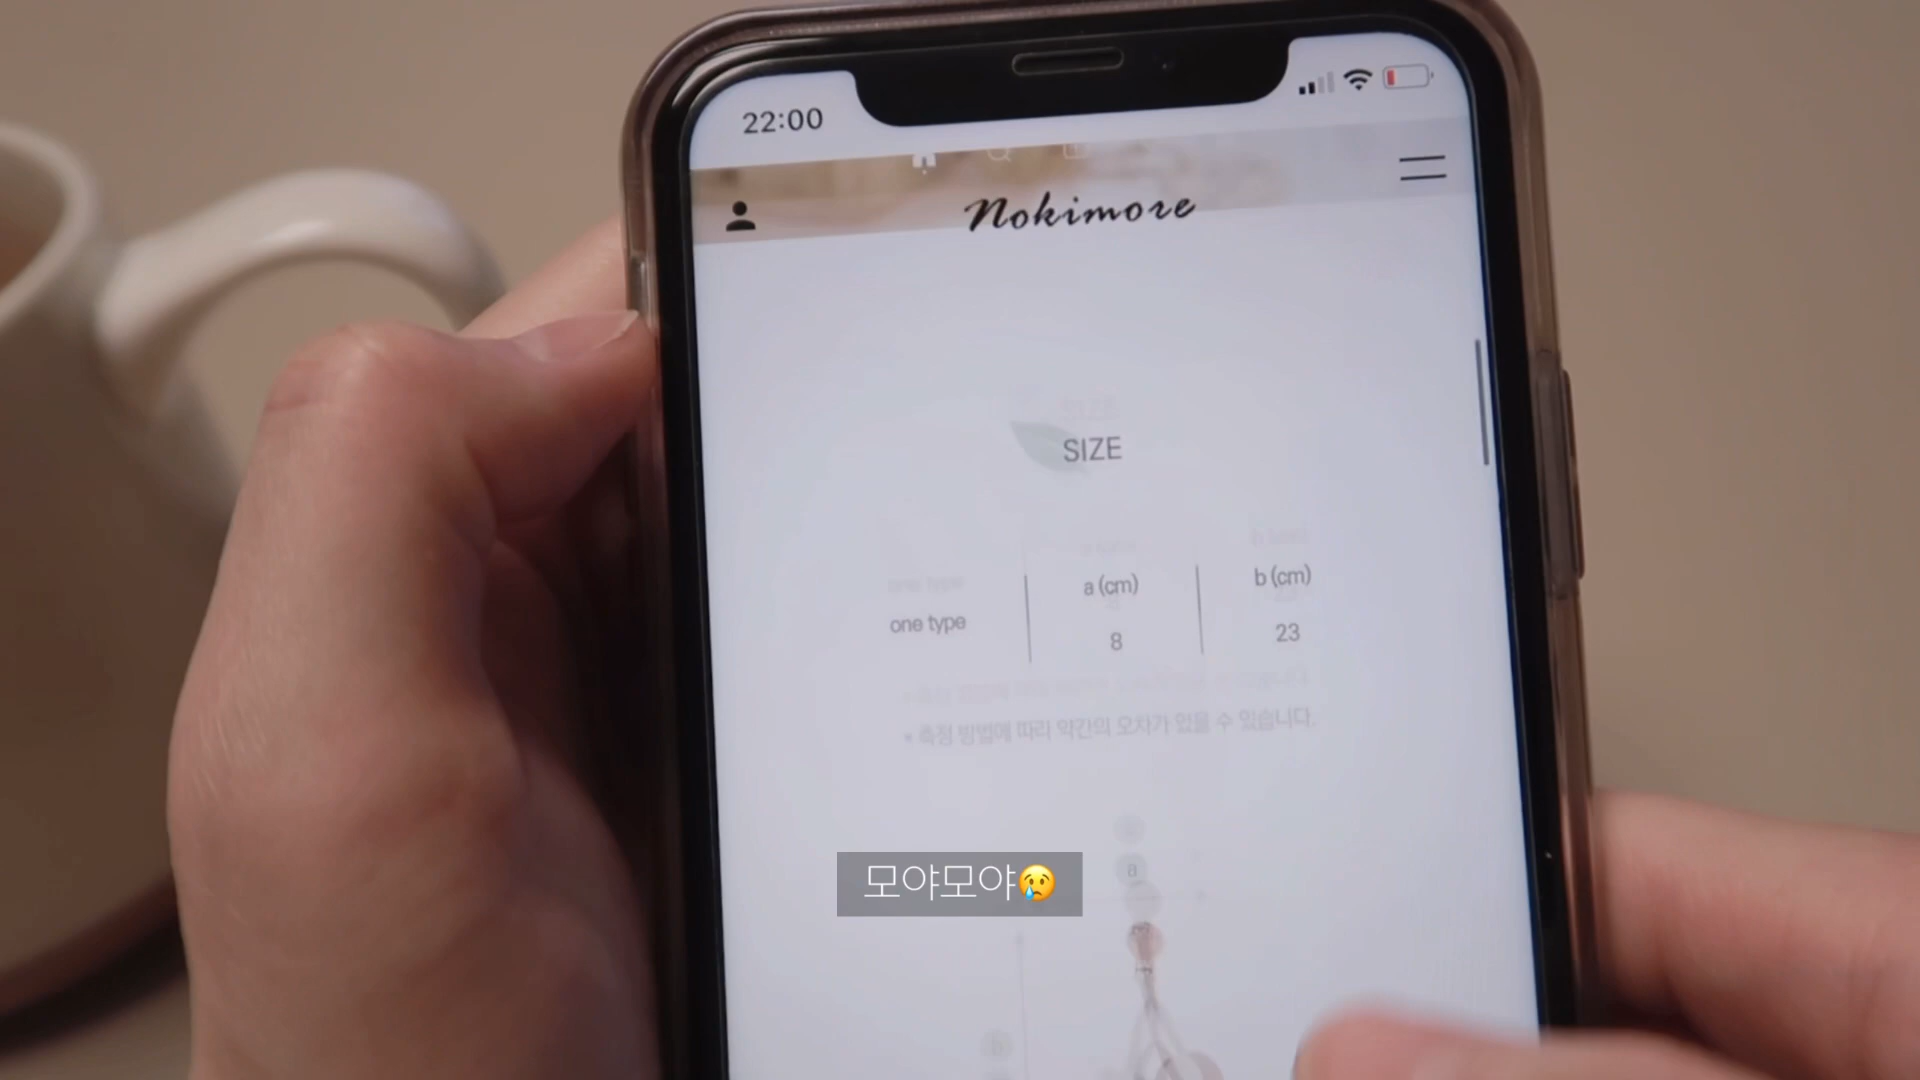 22:00
Nokimore
SIZE
a (cm)
b (cm)
one type
8
23
* 측정 방법에 따라 약간의 오차가 있을 수 있습니다.
a
모야모야😢